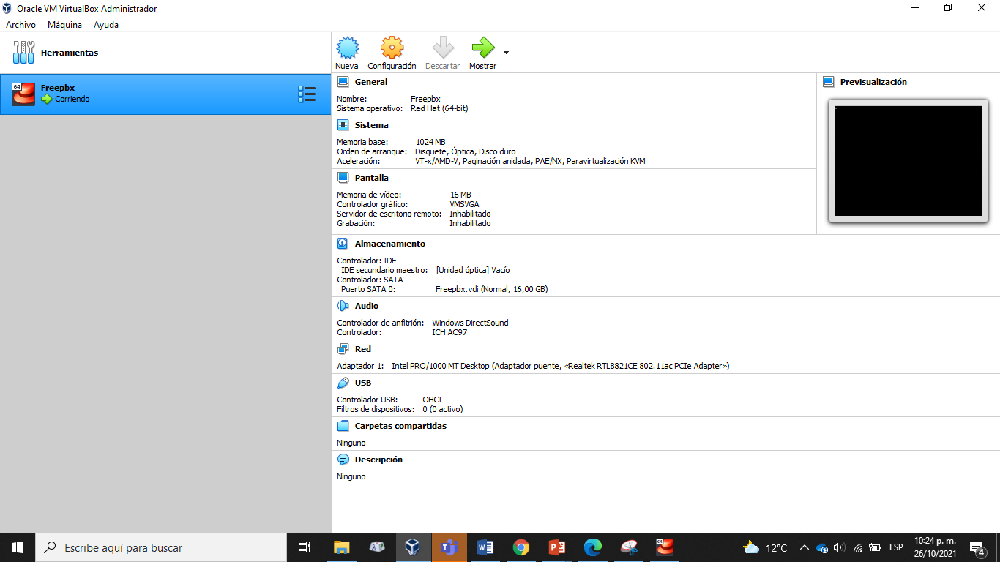 Oracle VM VirtualBox Administrador
Archivo Máquina Ayuda
Herramientas
Nueva Configuración Descartar Mostrar
64 Freepbx
Corriendo
General
Nombre: Freepbx
Sistema operativo: Red Hat (64-bit)
Previsualización
Sistema
Memoria base: 1024 MB
Orden de arranque: Disquete, Óptica, Disco duro
Aceleración: VT-x/AMD-V, Paginación anidada, PAE/NX, Paravirtualización KVM
Pantalla
Memoria de vídeo: 16 MB
Controlador gráfico: VMSVGA
Servidor de escritorio remoto: Inhabilitado
Grabación: Inhabilitado
Almacenamiento
Controlador: IDE
IDE secundario maestro: [Unidad óptica] Vacío
Controlador: SATA
Puerto SATA 0: Freepbx.vdi (Normal, 16,00 GB)
Audio
Controlador de anfitrión: Windows DirectSound
Controlador: ICH AC97
Red
Adaptador 1: Intel PRO/1000 MT Desktop (Adaptador puente, «Realtek RTL8821CE 802.11ac PCIe Adapter»)
USB
Controlador USB: OHCI
Filtros de dispositivos: 0 (0 activo)
Carpetas compartidas
Ninguno
Descripción
Ninguno
Escribe aquí para buscar
64
12°C
ESP
10:24 p. m.
26/10/2021
4